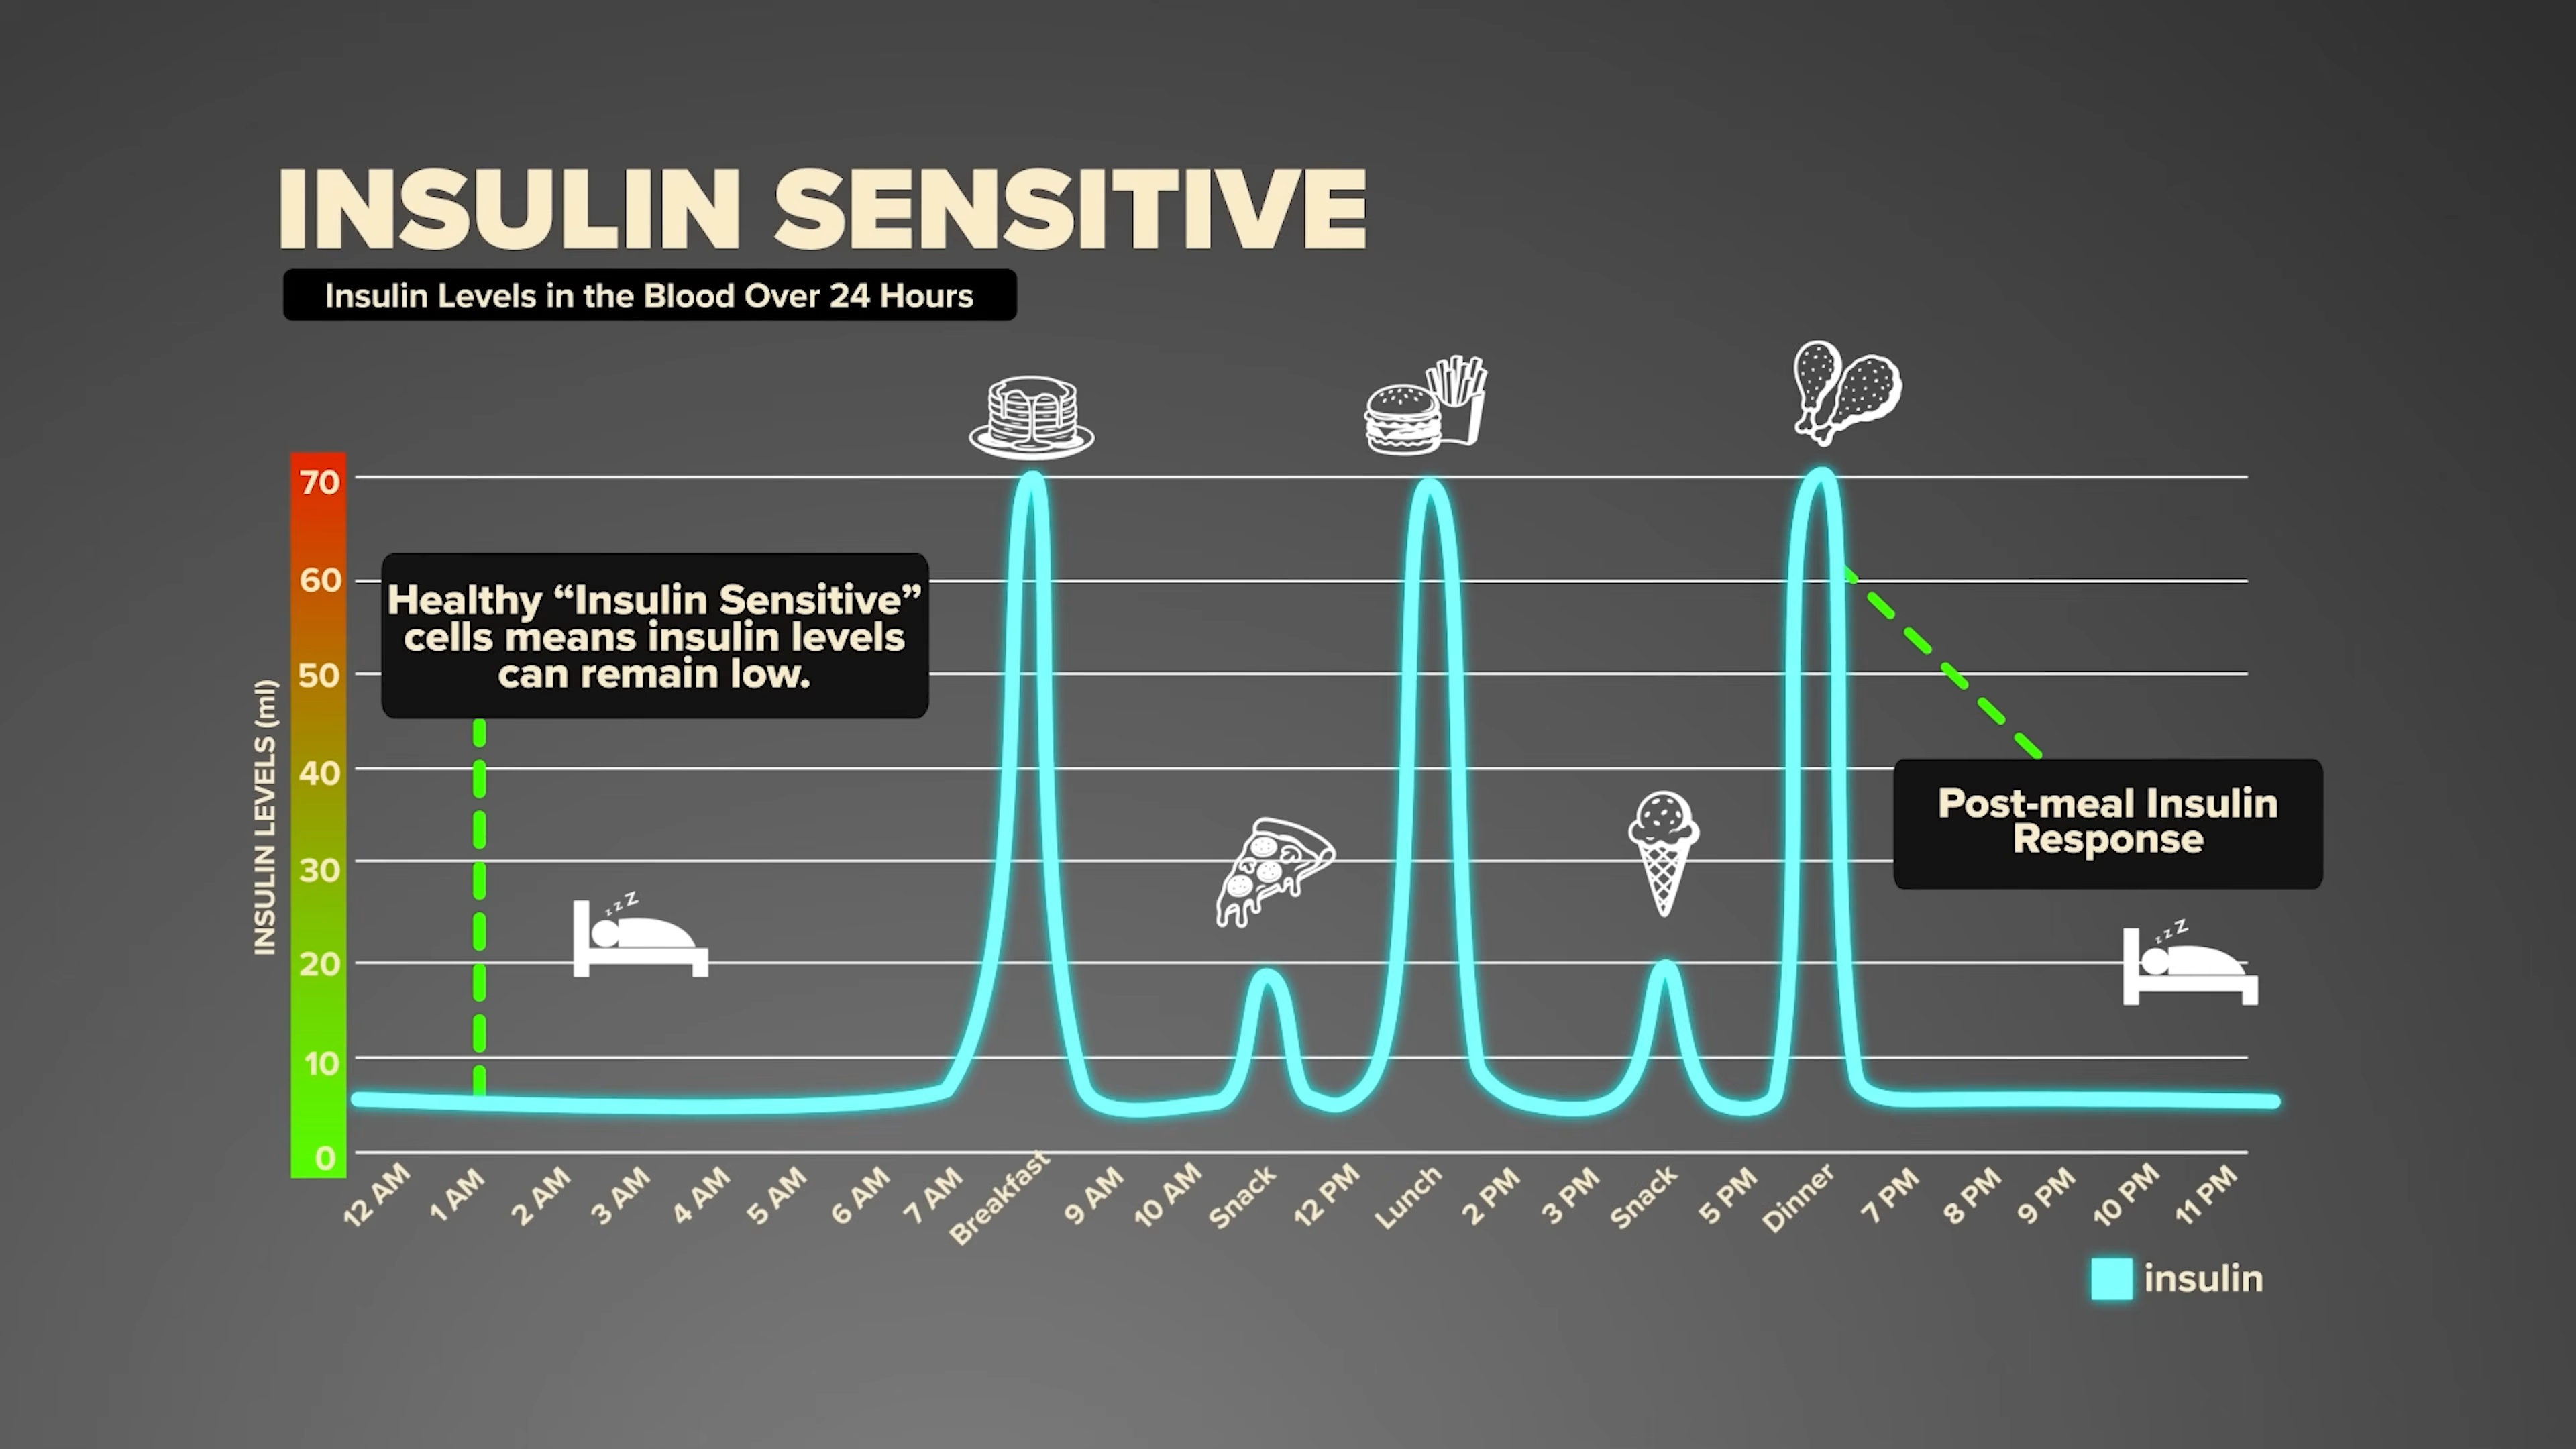 INSULIN SENSITIVE
Insulin Levels in the Blood Over 24 Hours
INSULIN LEVELS (ml)
70
60
50
40
30
20
10
0
Healthy “Insulin Sensitive”
cells means insulin levels
can remain low.
z z Z
Post-meal Insulin
Response
z z Z
12 AM
1 AM
2 AM
3 AM
4 AM
5 AM
6 AM
7 AM
Breakfast
9 AM
10 AM
Snack
12 PM
Lunch
2 PM
3 PM
Snack
5 PM
Dinner
7 PM
8 PM
9 PM
10 PM
11 PM
insulin